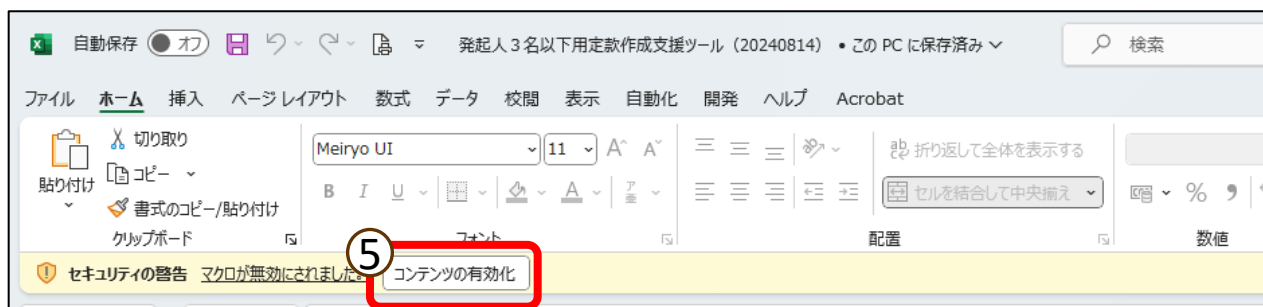 自動保存 オフ 発起人３名以下用定款作成支援ツール（20240814） • この PC に保存済み 検索
ファイル ホーム 挿入 ページ レイアウト 数式 データ 校閲 表示 自動化 開発 ヘルプ Acrobat
貼り付け
切り取り
コピー
書式のコピー/貼り付け
クリップボード
Meiryo UI 11 A A
B I U A
フォント
ab 折り返して全体を表示する
セルを結合して中央揃え
配置
%
数値
⑤
セキュリティの警告 マクロが無効にされました。 コンテンツの有効化